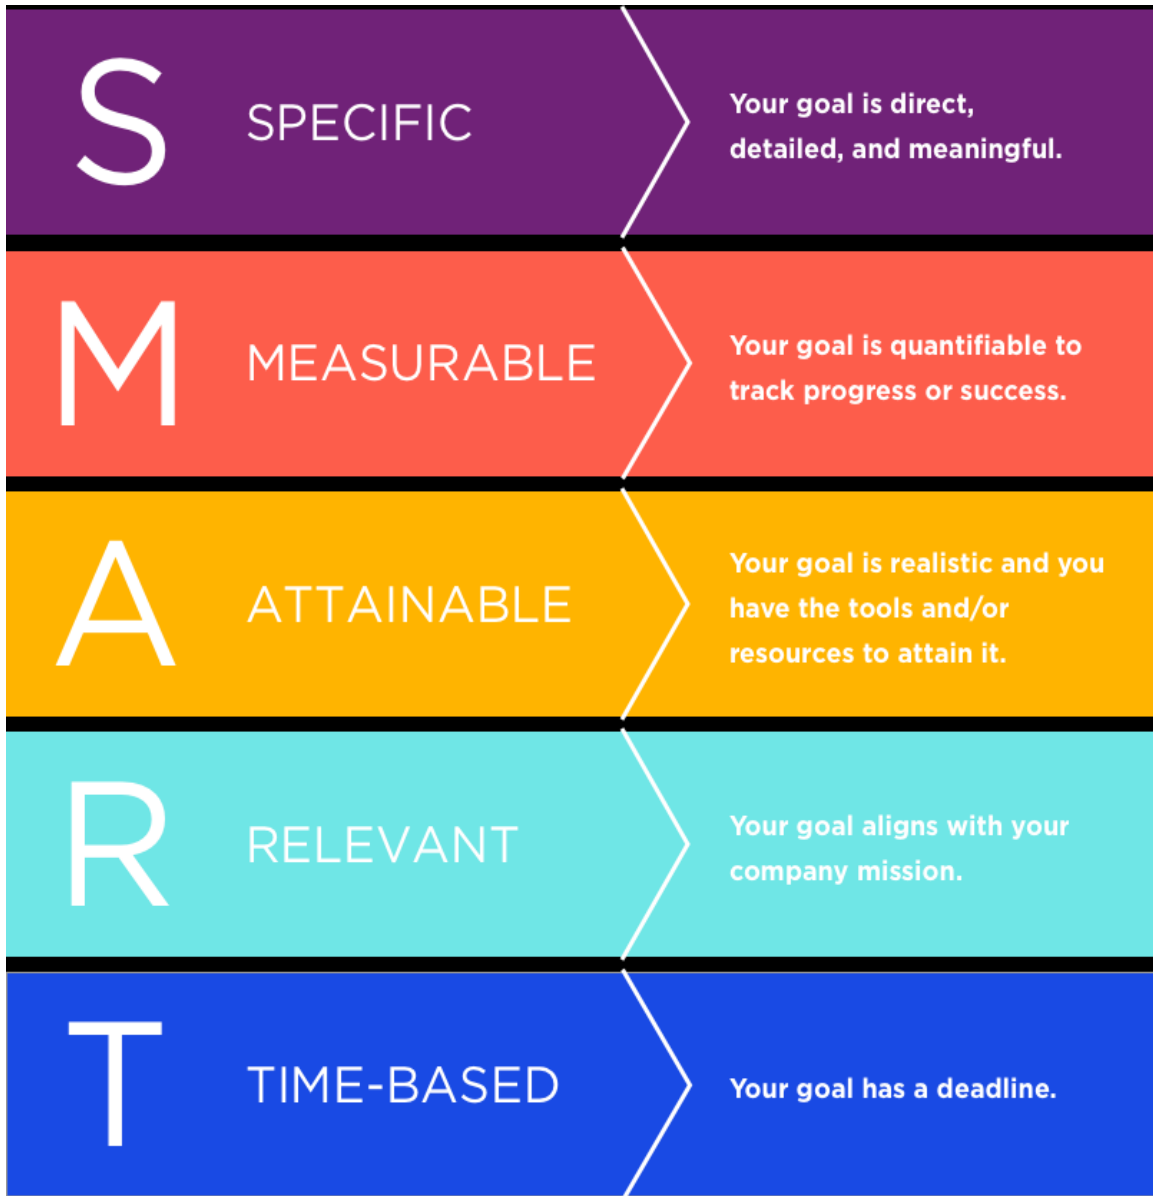 S
SPECIFIC
Your goal is direct,
detailed, and meaningful.
M
MEASURABLE
Your goal is quantifiable to
track progress or success.
A
ATTAINABLE
Your goal is realistic and you
have the tools and/or
resources to attain it.
R
RELEVANT
Your goal aligns with your
company mission.
T
TIME-BASED
Your goal has a deadline.